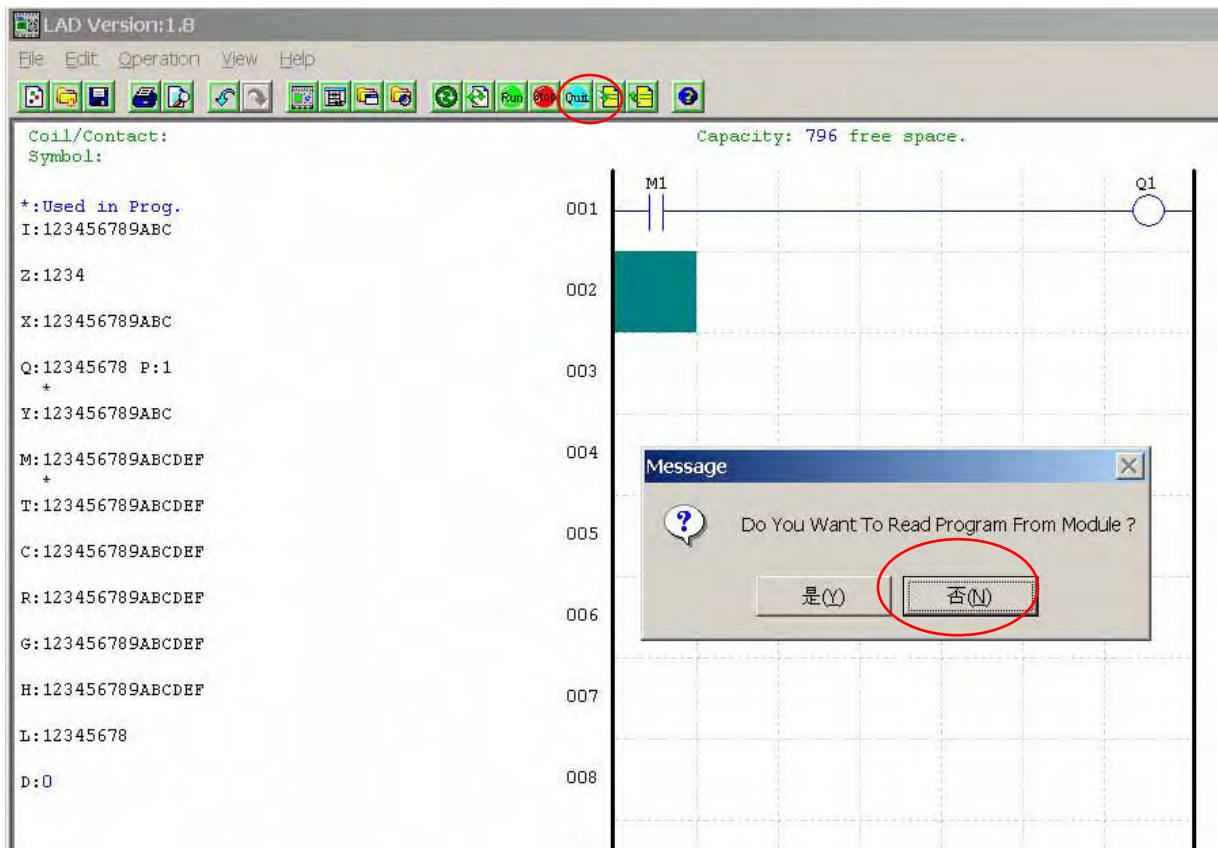 LAD Version:1.8
File Edit Operation View Help
Run Stop Quit
Coil/Contact:
Symbol:
Capacity: 796 free space.
*:Used in Prog.
I:123456789ABC
Z:1234
X:123456789ABC
Q:12345678 P:1
*
Y:123456789ABC
M:123456789ABCDEF
*
T:123456789ABCDEF
C:123456789ABCDEF
R:123456789ABCDEF
G:123456789ABCDEF
H:123456789ABCDEF
L:12345678
D:0
M1 Q1
001
002
003
004
005
006
007
008
Message
Do You Want To Read Program From Module ?
是(Y) 否(N)